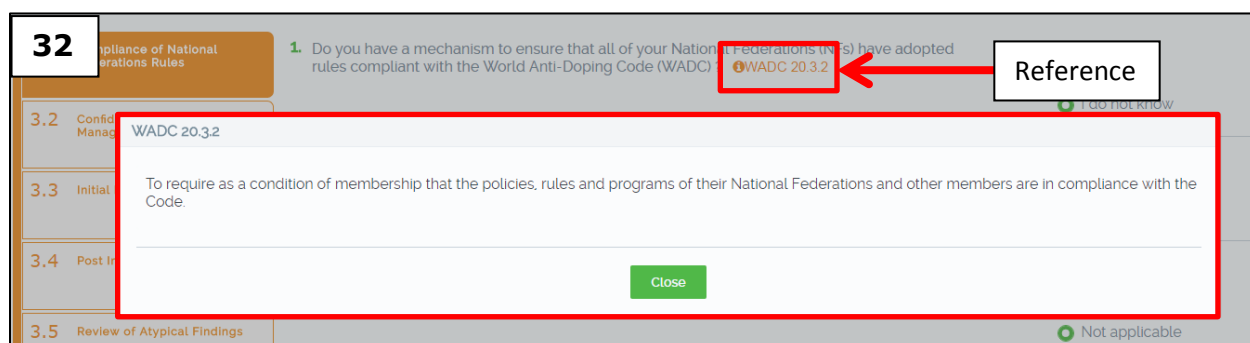 32
mpliance of National
erations Rules
1. Do you have a mechanism to ensure that all of your National Federations (NFs) have adopted
rules compliant with the World Anti-Doping Code (WADC) ? WADC 20.3.2
Reference
I do not know
3.2 Confid
Manag
WADC 20.3.2
To require as a condition of membership that the policies, rules and programs of their National Federations and other members are in compliance with the
Code.
3.3 Initial
3.4 Post In
Close
3.5 Review of Atypical Findings
Not applicable